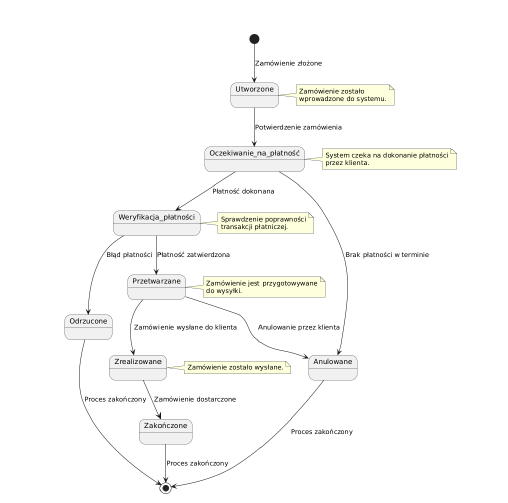 Zamówienie złożone
Utworzone
Zamówienie zostało
wprowadzone do systemu.
Potwierdzenie zamówienia
Oczekiwanie_na_płatność
System czeka na dokonanie płatności
przez klienta.
Płatność dokonana
Weryfikacja_płatności
Sprawdzenie poprawności
transakcji płatniczej.
Błąd płatności
Płatność zatwierdzona
Brak płatności w terminie
Przetwarzane
Zamówienie jest przygotowywane
do wysyłki.
Odrzucone
Zamówienie wysłane do klienta
Anulowanie przez klienta
Zrealizowane
Zamówienie zostało wysłane.
Anulowane
Proces zakończony
Zamówienie dostarczone
Zakończone
Proces zakończony
Proces zakończony